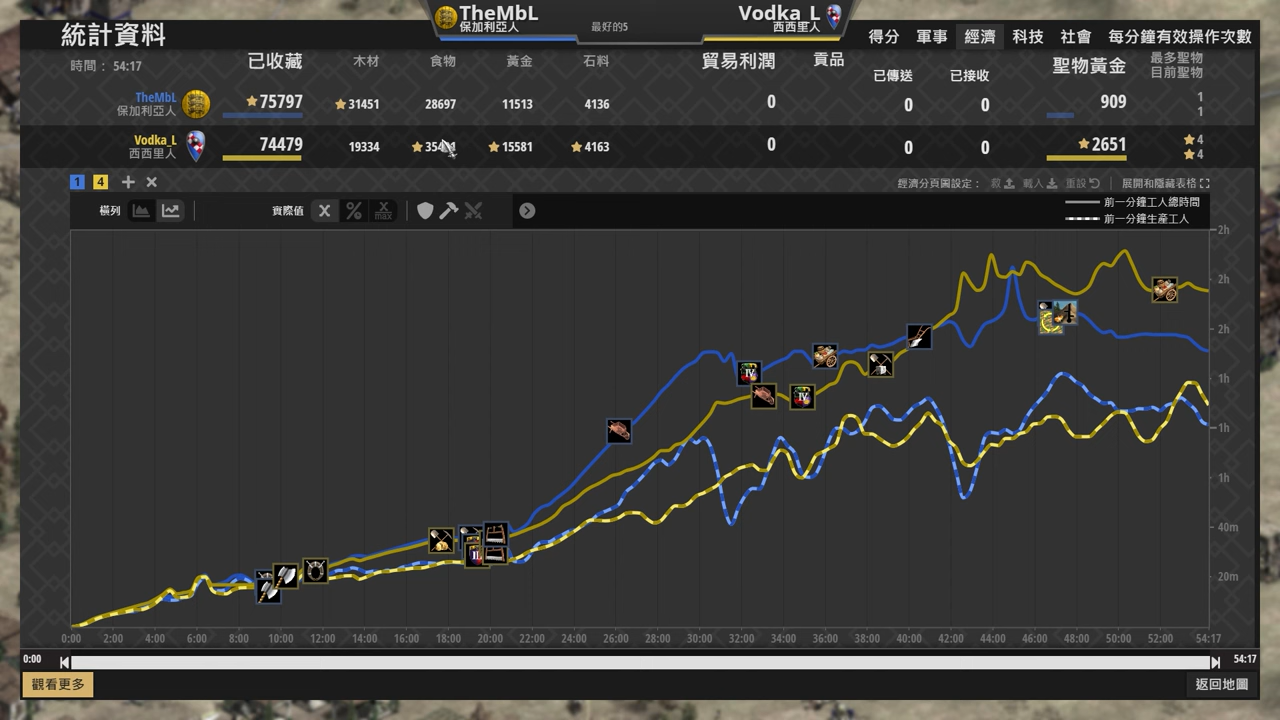 統計資料
TheMbL
保加利亞人
最好的5
Vodka_L
西西里人
得分 軍事 經濟 科技 社會 每分鐘有效操作次數
時間： 54:17
已收藏 木材 食物 黃金 石料 貿易利潤 貢品 已傳送 已接收 聖物黃金 最多聖物 目前聖物
TheMbL
保加利亞人
75797 31451 28697 11513 4136 0 0 0 909 1 1
Vodka_L
西西里人
74479 19334 15581 4163 0 0 0 2651 4 4
1 4
經濟分頁圖設定： 載入 重設 展開和隱藏表格
橫列 實際值 X % X max
前一分鐘工人總時間
前一分鐘生產工人
2h
2h
2h
1h
1h
1h
40m
20m
0:00 2:00 4:00 6:00 8:00 10:00 12:00 14:00 16:00 18:00 20:00 22:00 24:00 26:00 28:00 30:00 32:00 34:00 36:00 38:00 40:00 42:00 44:00 46:00 48:00 50:00 52:00 54:17
0:00 54:17
觀看更多 返回地圖